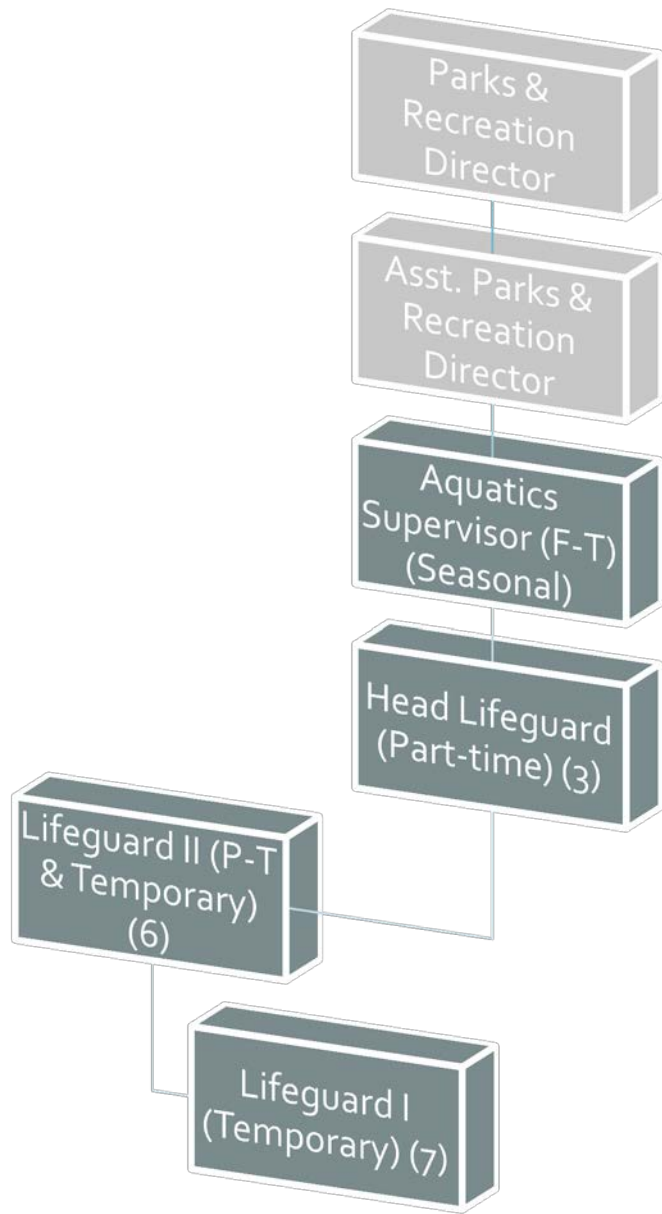 Parks &
Recreation
Director
Asst. Parks &
Recreation
Director
Aquatics
Supervisor (F-T)
(Seasonal)
Head Lifeguard
(Part-time) (3)
Lifeguard II (P-T
& Temporary)
(6)
Lifeguard I
(Temporary) (7)